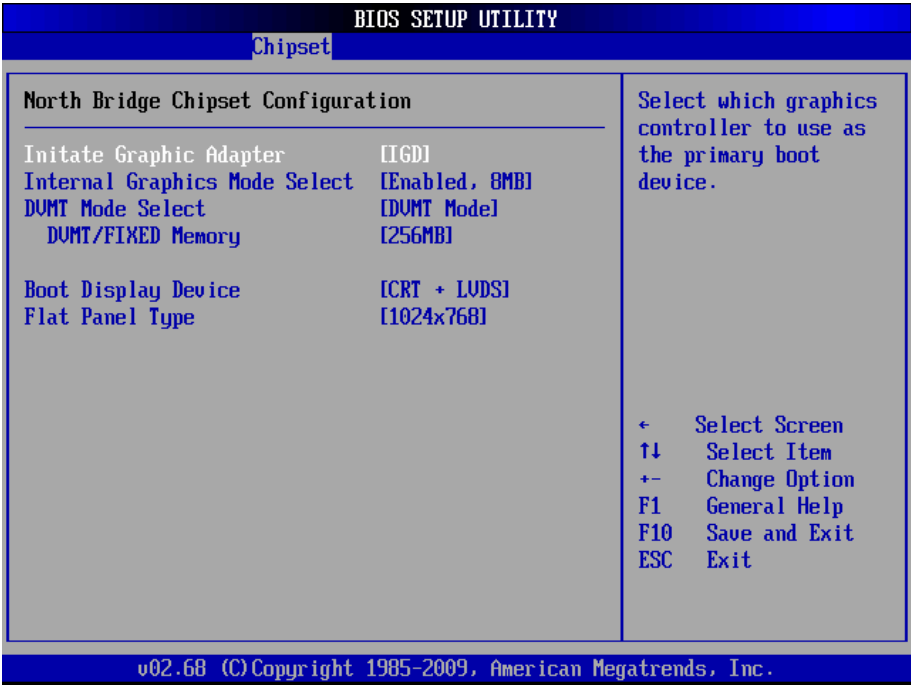 BIOS SETUP UTILITY
Chipset
North Bridge Chipset Configuration
Initate Graphic Adapter [IGD]
Internal Graphics Mode Select [Enabled, 8MB]
DVMT Mode Select [DVMT Mode]
DVMT/FIXED Memory [256MB]
Boot Display Device [CRT + LVDS]
Flat Panel Type [1024x768]
Select which graphics
controller to use as
the primary boot
device.
← Select Screen
↑↓ Select Item
+- Change Option
F1 General Help
F10 Save and Exit
ESC Exit
v02.68 (C)Copyright 1985-2009, American Megatrends, Inc.